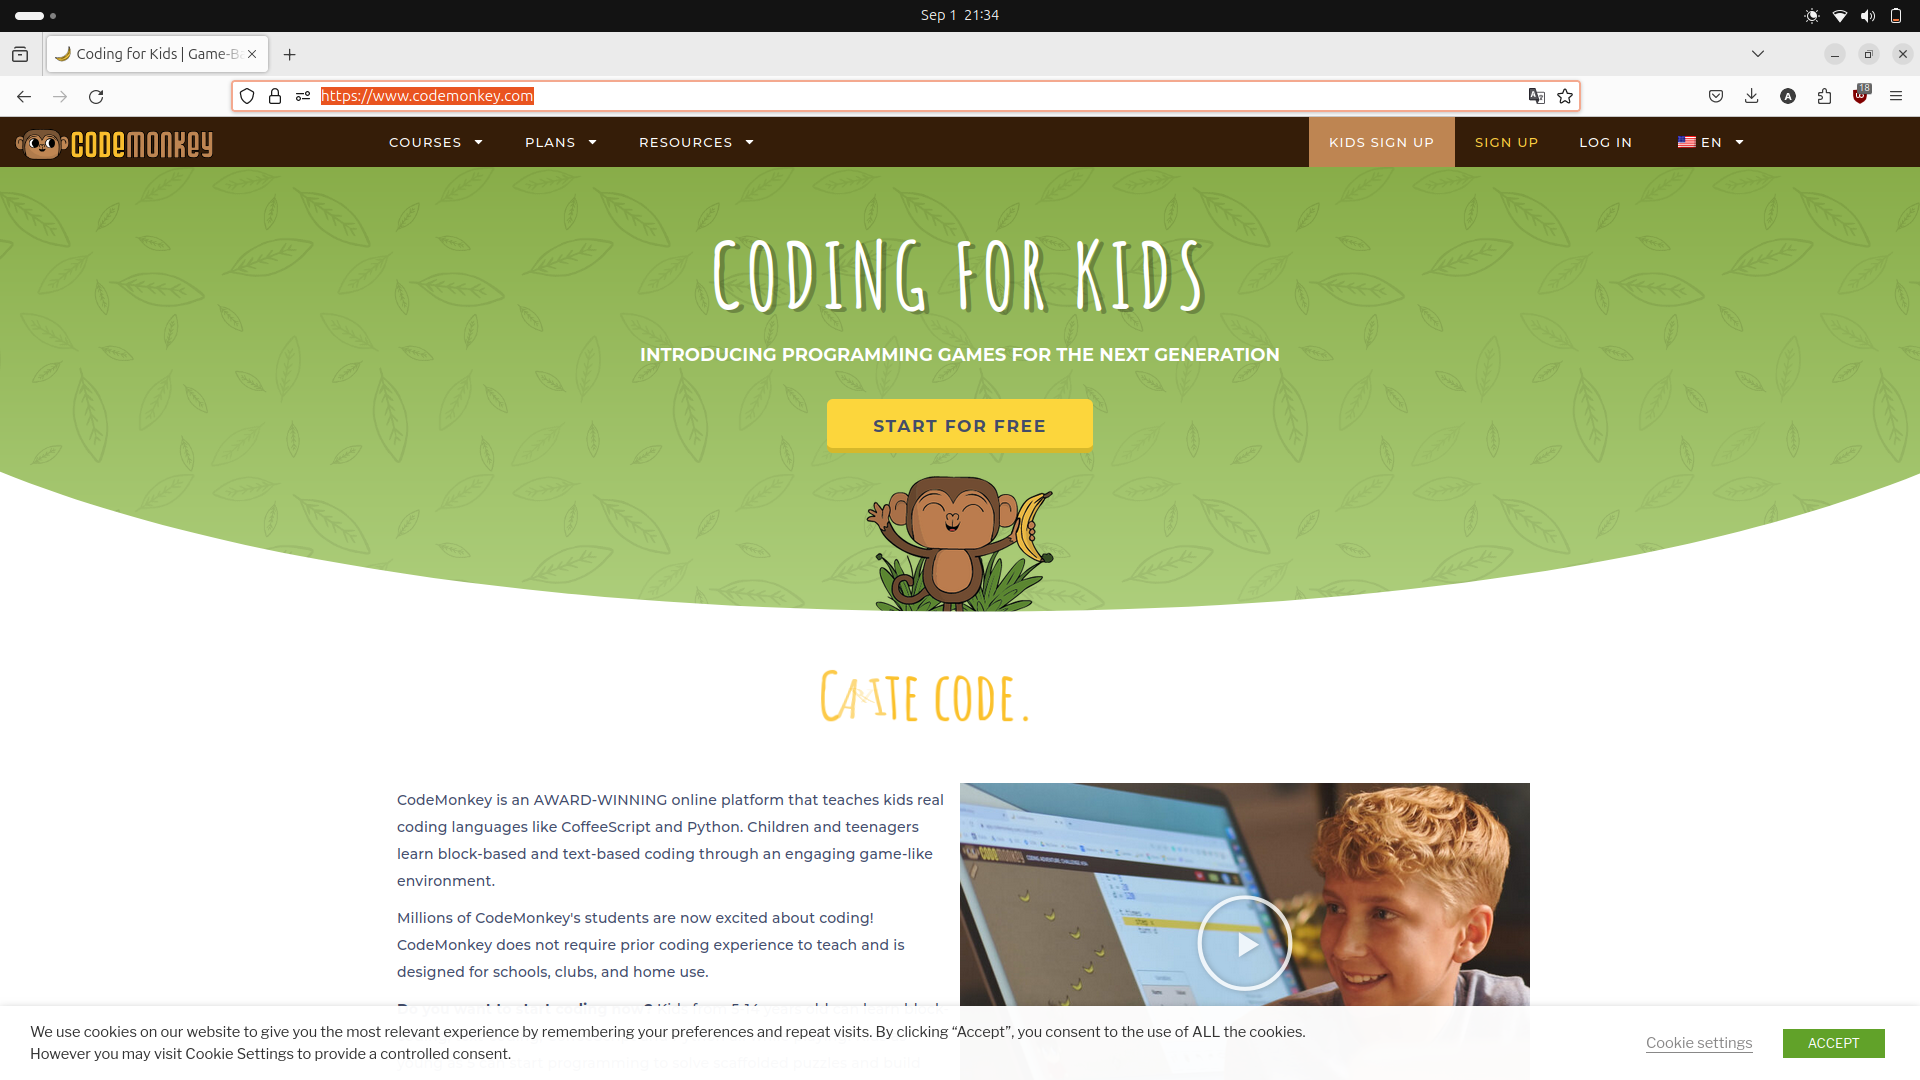 Sep 1 21:34
Coding for Kids | Game-Ba
https://www.codemonkey.com
18
CODEMONKEY
COURSES
PLANS
RESOURCES
KIDS SIGN UP
SIGN UP
LOG IN
EN
CODING FOR KIDS
INTRODUCING PROGRAMMING GAMES FOR THE NEXT GENERATION
START FOR FREE
CODE.
CodeMonkey is an AWARD-WINNING online platform that teaches kids real
coding languages like CoffeeScript and Python. Children and teenagers
learn block-based and text-based coding through an engaging game-like
environment.
Millions of CodeMonkey's students are now excited about coding!
CodeMonkey does not require prior coding experience to teach and is
designed for schools, clubs, and home use.
We use cookies on our website to give you the most relevant experience by remembering your preferences and repeat visits. By clicking “Accept”, you consent to the use of ALL the cookies.
However you may visit Cookie Settings to provide a controlled consent.
Cookie settings
ACCEPT